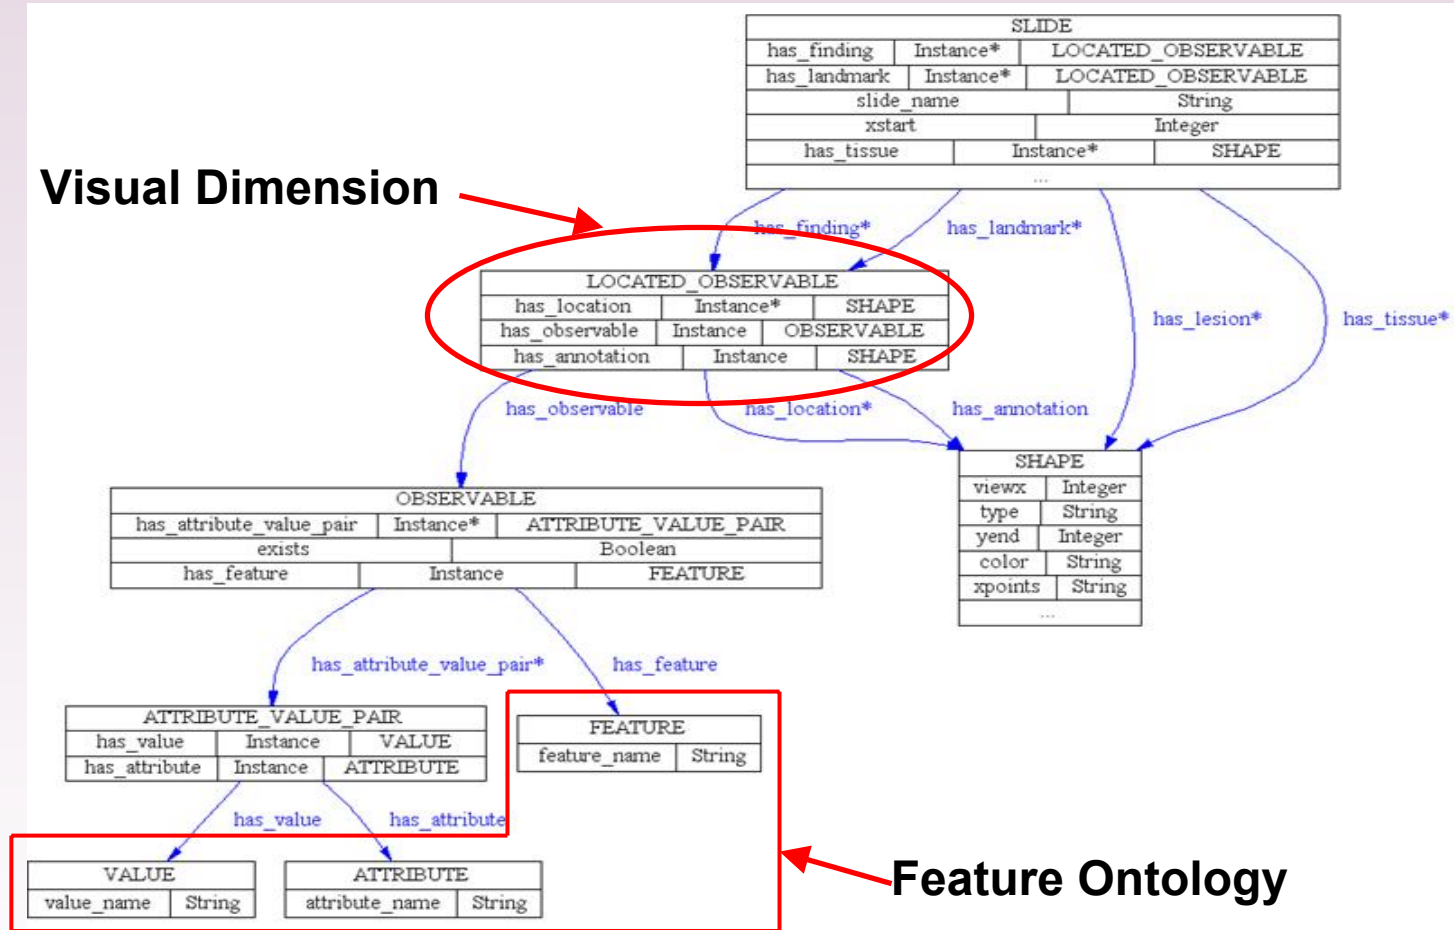 SLIDE
has_finding Instance* LOCATED_OBSERVABLE
has_landmark Instance* LOCATED_OBSERVABLE
slide_name String
xstart Integer
has_tissue Instance* SHAPE
...
Visual Dimension
has_finding* has_landmark*
LOCATED_OBSERVABLE
has_location Instance* SHAPE
has_observable Instance OBSERVABLE
has_annotation Instance SHAPE
has_lesion* has_tissue*
has_observable has_location* has_annotation
SHAPE
viewx Integer
type String
yend Integer
color String
xpoints String
...
OBSERVABLE
has_attribute_value_pair Instance* ATTRIBUTE_VALUE_PAIR
exists Boolean
has_feature Instance FEATURE
has_attribute_value_pair* has_feature
ATTRIBUTE_VALUE_PAIR
has_value Instance VALUE
has_attribute Instance ATTRIBUTE
FEATURE
feature_name String
has_value has_attribute
VALUE
value_name String
ATTRIBUTE
attribute_name String
Feature Ontology